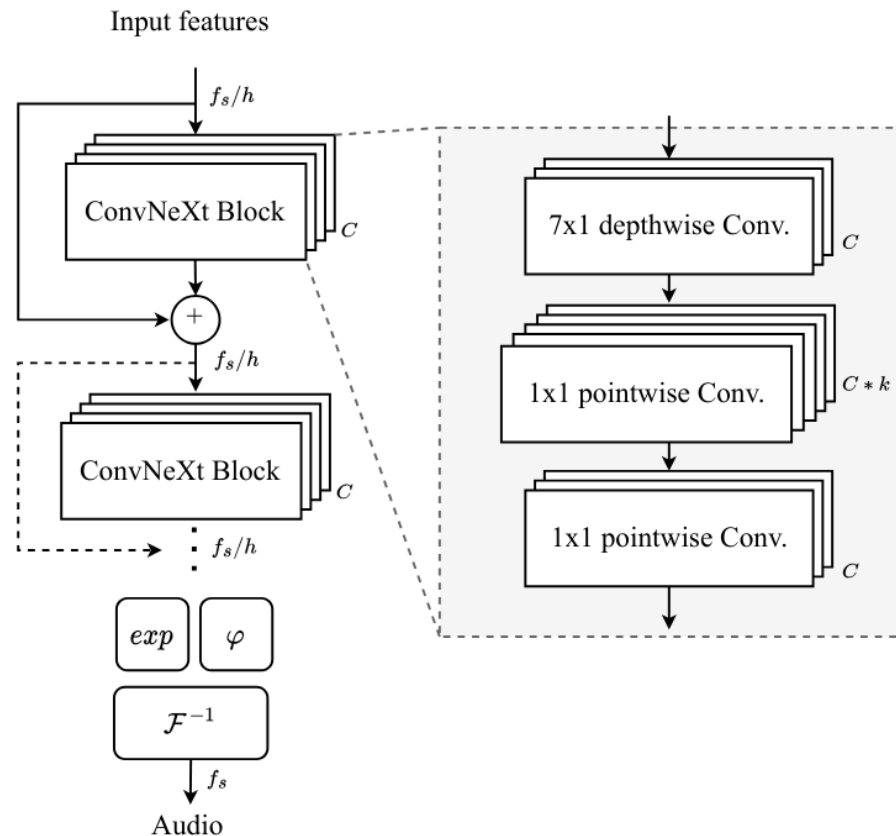 Input features
f_s/h
ConvNeXt Block
C
+
f_s/h
ConvNeXt Block
C
f_s/h
exp
φ
F^{-1}
f_s
Audio
7x1 depthwise Conv.
C
1x1 pointwise Conv.
C * k
1x1 pointwise Conv.
C